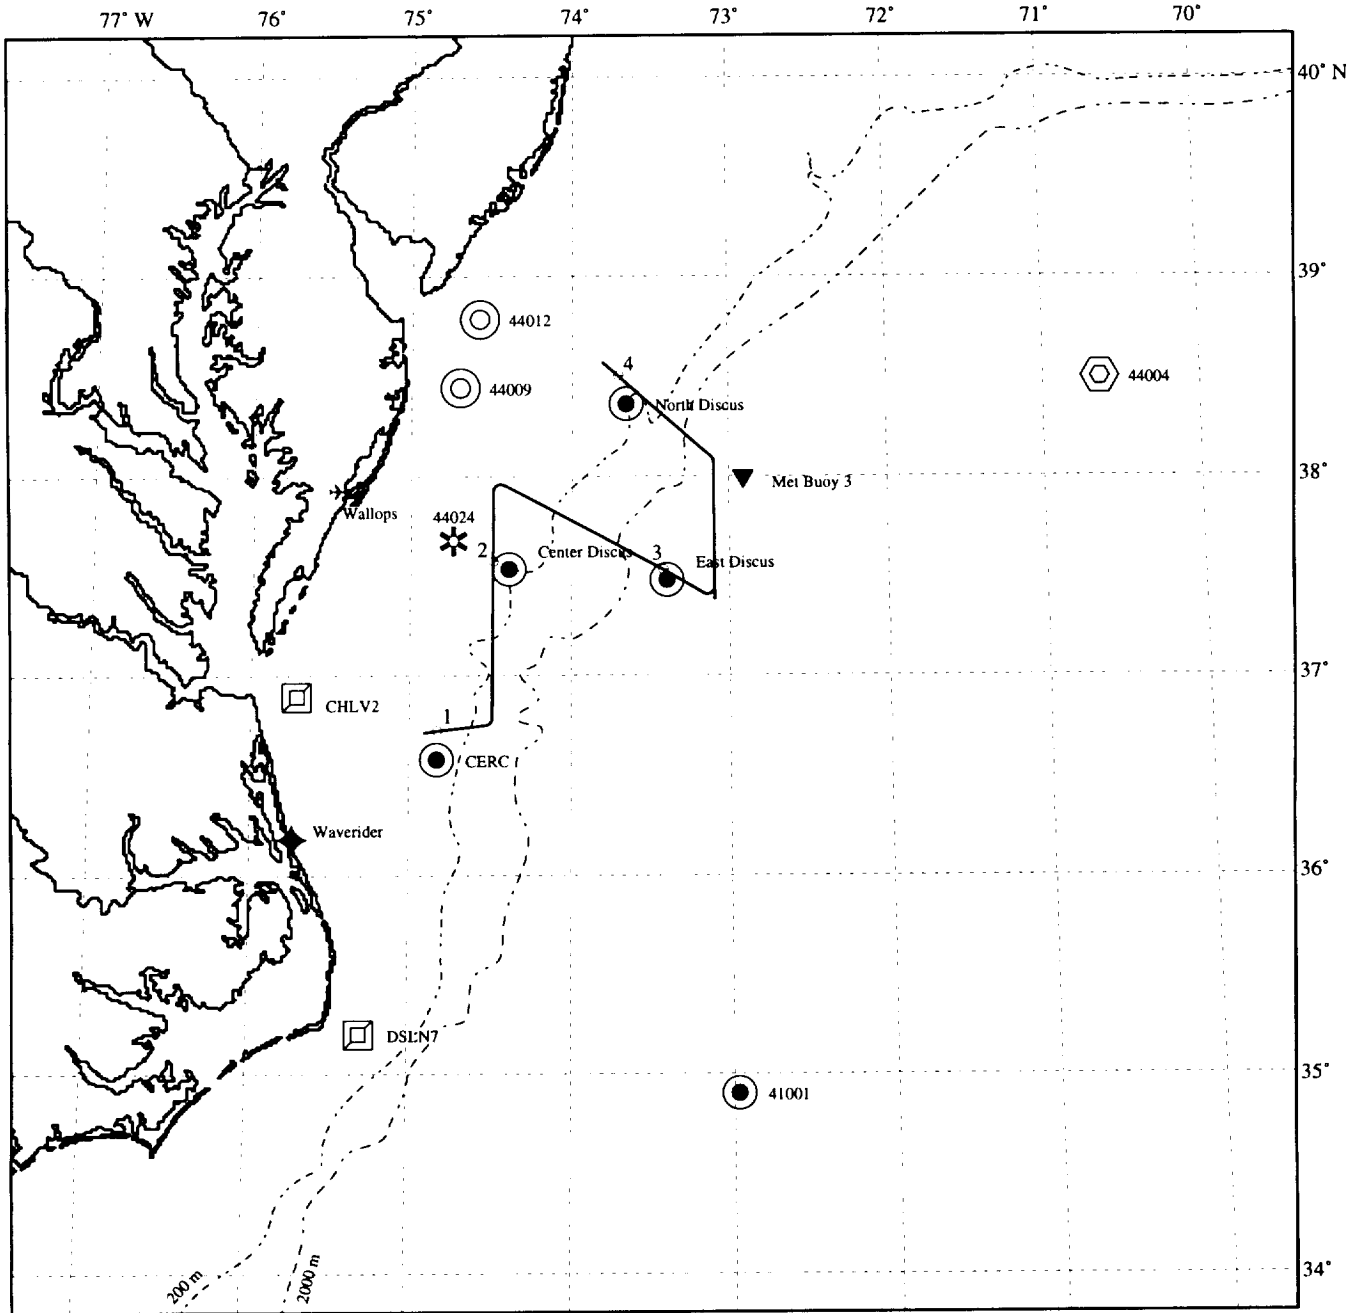 77° W 76° 75° 74° 73° 72° 71° 70°
40° N
39°
44012
4
44004
44009
North Discus
38°
Met Buoy 3
Wallops
44024
2
Center Discus
3
East Discus
37°
CHLV2
1
CERC
Waverider
36°
DSLN7
35°
41001
34°
200 m
2000 m